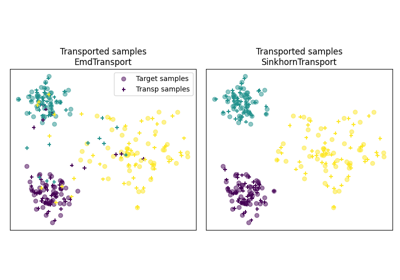 Transported samples
EmdTransport
Target samples
Transp samples
Transported samples
SinkhornTransport